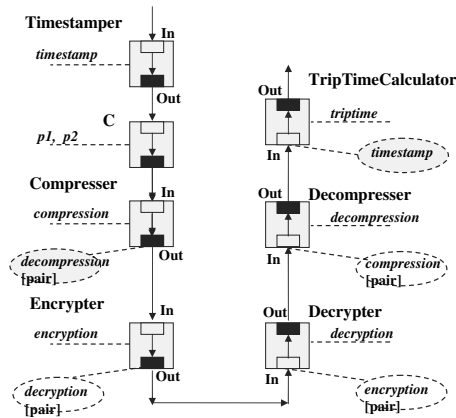 Timestamper
In
timestamp
Out
C
p1, p2
Compresser
In
compression
decompression
[pair]
Out
Encrypter
In
encryption
decryption
[pair]
Out
Out
TripTimeCalculator
triptime
In
timestamp
Out
Decompresser
decompression
In
compression
[pair]
Out
Decrypter
decryption
In
encryption
[pair]